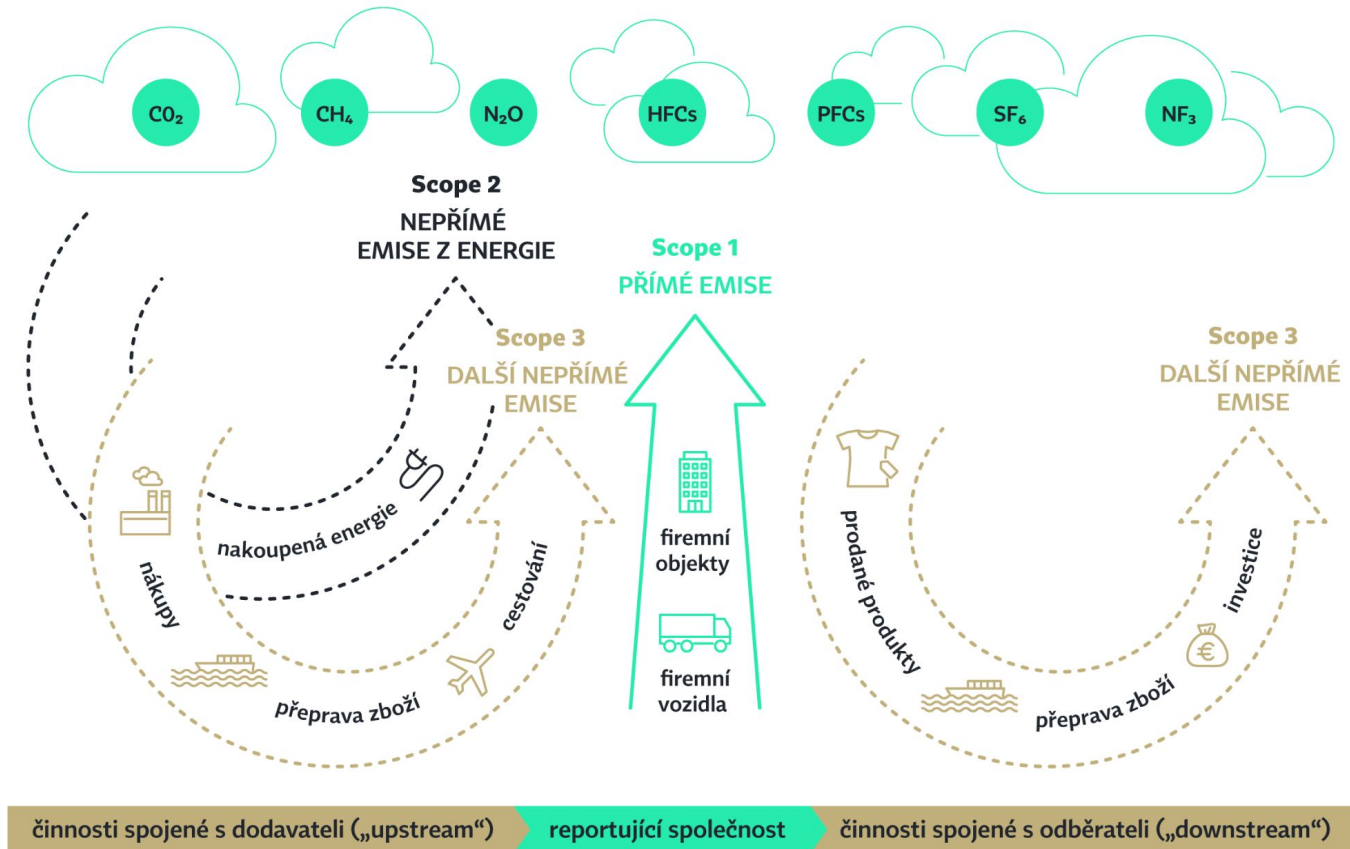 CO₂
CH₄
N₂O
HFCs
PFCs
SF₆
NF₃
Scope 2
NEPŘÍMÉ
EMISE Z ENERGIE
Scope 1
PŘÍMÉ EMISE
Scope 3
DALŠÍ NEPŘÍMÉ
EMISE
Scope 3
DALŠÍ NEPŘÍMÉ
EMISE
nakoupená energie
nákupy
přeprava zboží
cestování
firemní
objekty
firemní
vozidla
prodané produkty
přeprava zboží
€
investice
činnosti spojené s dodavateli („upstream“)
reportující společnost
činnosti spojené s odběrateli („downstream“)